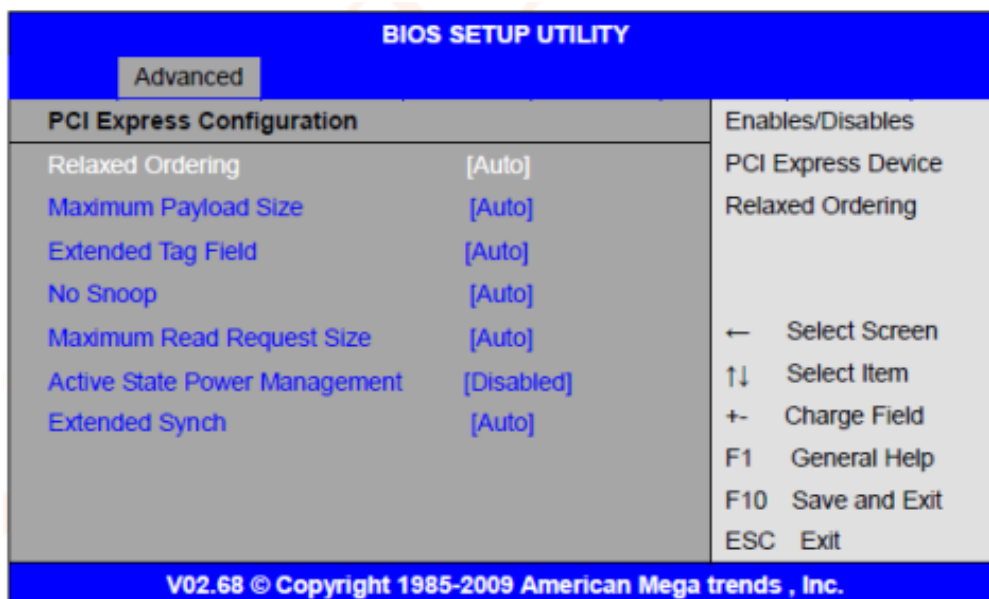 BIOS SETUP UTILITY
Advanced
PCI Express Configuration
Relaxed Ordering [Auto]
Maximum Payload Size [Auto]
Extended Tag Field [Auto]
No Snoop [Auto]
Maximum Read Request Size [Auto]
Active State Power Management [Disabled]
Extended Synch [Auto]
Enables/Disables
PCI Express Device
Relaxed Ordering
← Select Screen
↑↓ Select Item
+- Charge Field
F1 General Help
F10 Save and Exit
ESC Exit
V02.68 © Copyright 1985-2009 American Mega trends , Inc.